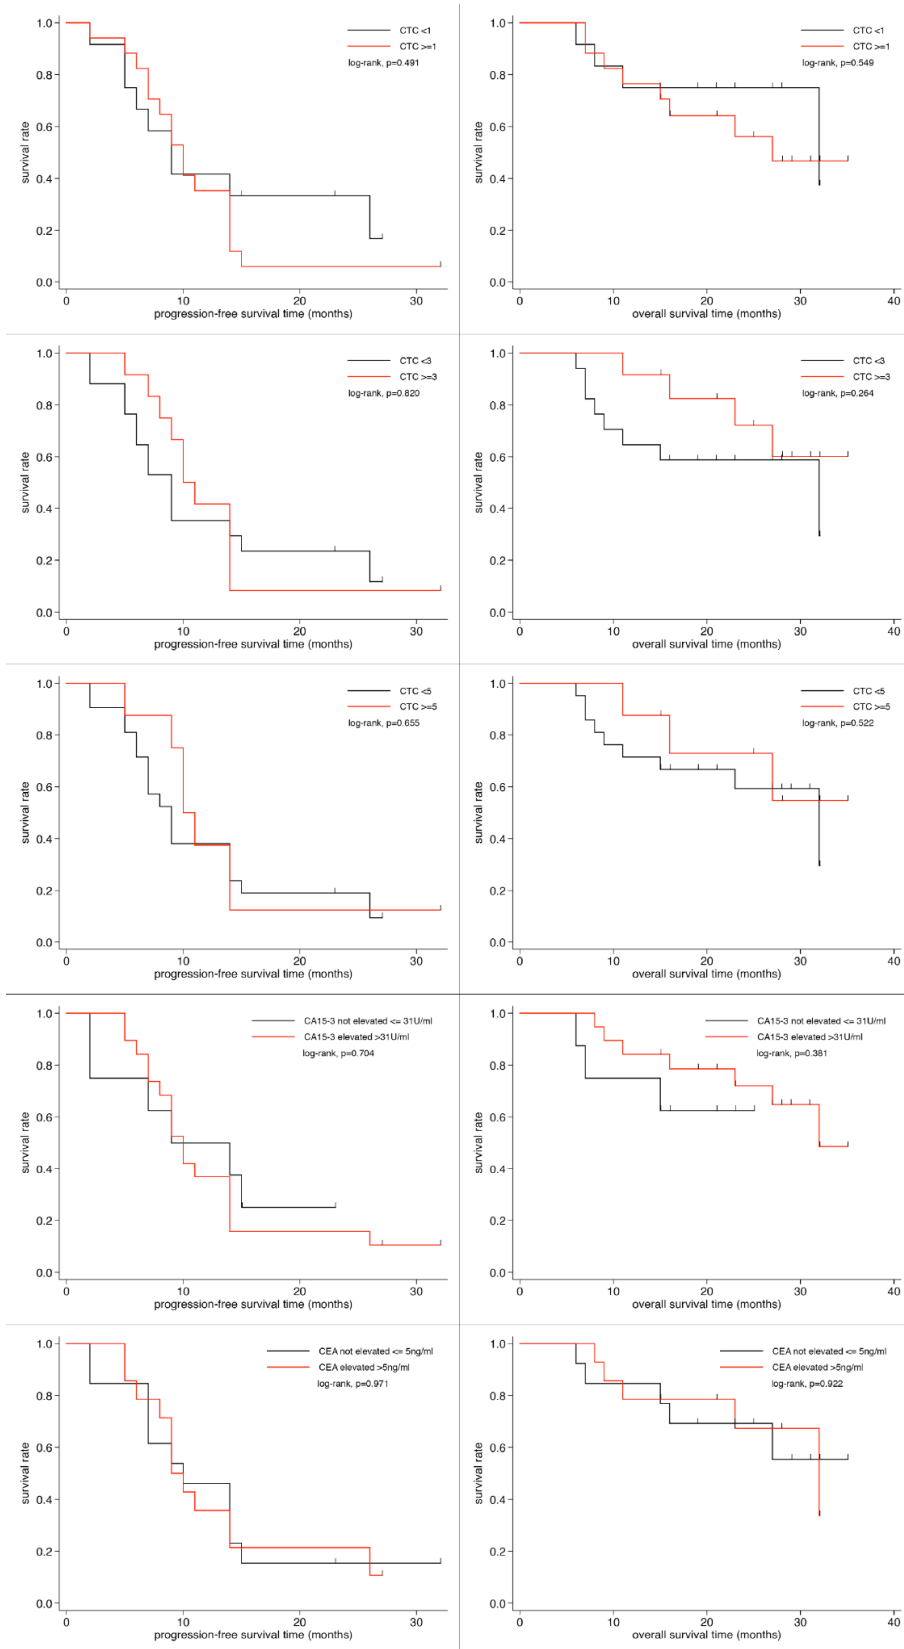 1.0
0.8
0.6
0.4
0.2
0.0
survival rate
CTC <1
CTC >=1
log-rank, p=0.491
0 10 20 30
progression-free survival time (months)
1.0
0.8
0.6
0.4
0.2
0.0
survival rate
CTC <1
CTC >=1
log-rank, p=0.549
0 10 20 30 40
overall survival time (months)
1.0
0.8
0.6
0.4
0.2
0.0
survival rate
CTC <3
CTC >=3
log-rank, p=0.820
0 10 20 30
progression-free survival time (months)
1.0
0.8
0.6
0.4
0.2
0.0
survival rate
CTC <3
CTC >=3
log-rank, p=0.264
0 10 20 30 40
overall survival time (months)
1.0
0.8
0.6
0.4
0.2
0.0
survival rate
CTC <5
CTC >=5
log-rank, p=0.655
0 10 20 30
progression-free survival time (months)
1.0
0.8
0.6
0.4
0.2
0.0
survival rate
CTC <5
CTC >=5
log-rank, p=0.522
0 10 20 30 40
overall survival time (months)
1.0
0.8
0.6
0.4
0.2
0.0
survival rate
CA15-3 not elevated <= 31U/ml
CA15-3 elevated >31U/ml
log-rank, p=0.704
0 10 20 30
progression-free survival time (months)
1.0
0.8
0.6
0.4
0.2
0.0
survival rate
CA15-3 not elevated <= 31U/ml
CA15-3 elevated >31U/ml
log-rank, p=0.381
0 10 20 30 40
overall survival time (months)
1.0
0.8
0.6
0.4
0.2
0.0
survival rate
CEA not elevated <= 5ng/ml
CEA elevated >5ng/ml
log-rank, p=0.971
0 10 20 30
progression-free survival time (months)
1.0
0.8
0.6
0.4
0.2
0.0
survival rate
CEA not elevated <= 5ng/ml
CEA elevated >5ng/ml
log-rank, p=0.922
0 10 20 30 40
overall survival time (months)